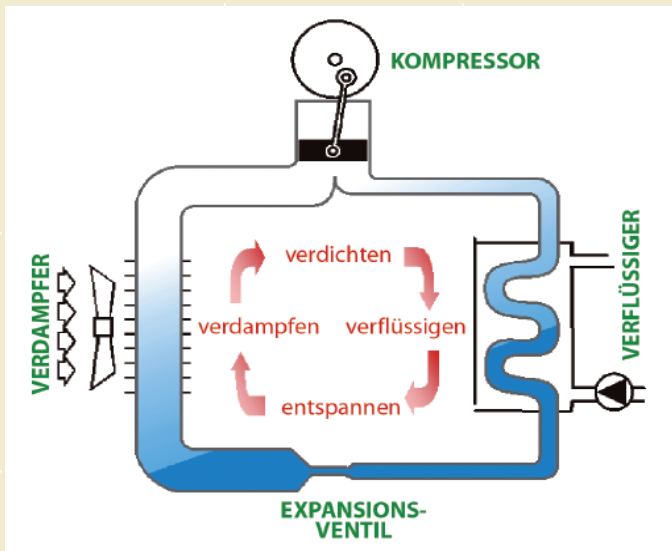 KOMPRESSOR
verdichten
VERDAMPFER
verdampfen
verflüssigen
VERFLÜSSIGER
entspannen
EXPANSIONS-
VENTIL